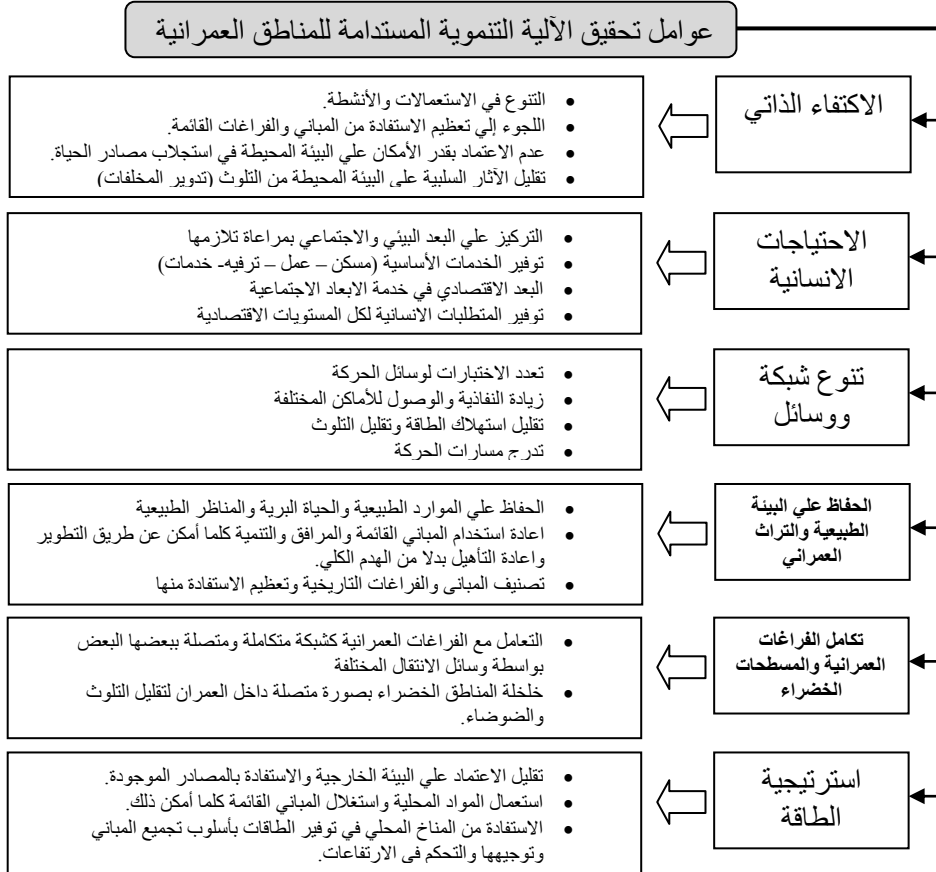 عوامل تحقيق الآلية التنموية المستدامة للمناطق العمرانية
الاكتفاء الذاتي
• التنوع في الاستعمالات والأنشطة.
• اللجوء إلي تعظيم الاستفادة من المباني والفراغات القائمة.
• عدم الاعتماد بقدر الأمكان علي البيئة المحيطة في استجلاب مصادر الحياة.
• تقليل الآثار السلبية علي البيئة المحيطة من التلوث (تدوير المخلفات)
الاحتياجات
الانسانية
• التركيز علي البعد البيئي والاجتماعي بمراعاة تلازمها
• توفير الخدمات الأساسية (مسكن – عمل – ترفيه- خدمات)
• البعد الاقتصادي في خدمة الابعاد الاجتماعية
• توفير المتطلبات الانسانية لكل المستويات الاقتصادية
تنوع شبكة
ووسائل
• تعدد الاختبارات لوسائل الحركة
• زيادة النفاذية والوصول للأماكن المختلفة
• تقليل استهلاك الطاقة وتقليل التلوث
• تدرج مسارات الحركة
الحفاظ علي البيئة
الطبيعية والتراث
العمراني
• الحفاظ علي الموارد الطبيعية والحياة البرية والمناظر الطبيعية
• اعادة استخدام المباني القائمة والمرافق والتنمية كلما أمكن عن طريق التطوير
واعادة التأهيل بدلا من الهدم الكلي.
• تصنيف المباني والفراغات التاريخية وتعظيم الاستفادة منها
تكامل الفراغات
العمرانية والمسطحات
الخضراء
• التعامل مع الفراغات العمرانية كشبكة متكاملة ومتصلة ببعضها البعض
بواسطة وسائل الانتقال المختلفة
• خلخلة المناطق الخضراء بصورة متصلة داخل العمران لتقليل التلوث
والضوضاء.
استرتيجية
الطاقة
• تقليل الاعتماد علي البيئة الخارجية والاستفادة بالمصادر الموجودة.
• استعمال المواد المحلية واستغلال المباني القائمة كلما أمكن ذلك.
• الاستفادة من المناخ المحلي في توفير الطاقات بأسلوب تجميع المباني
وتوجيهها والتحكم في الارتفاعات.